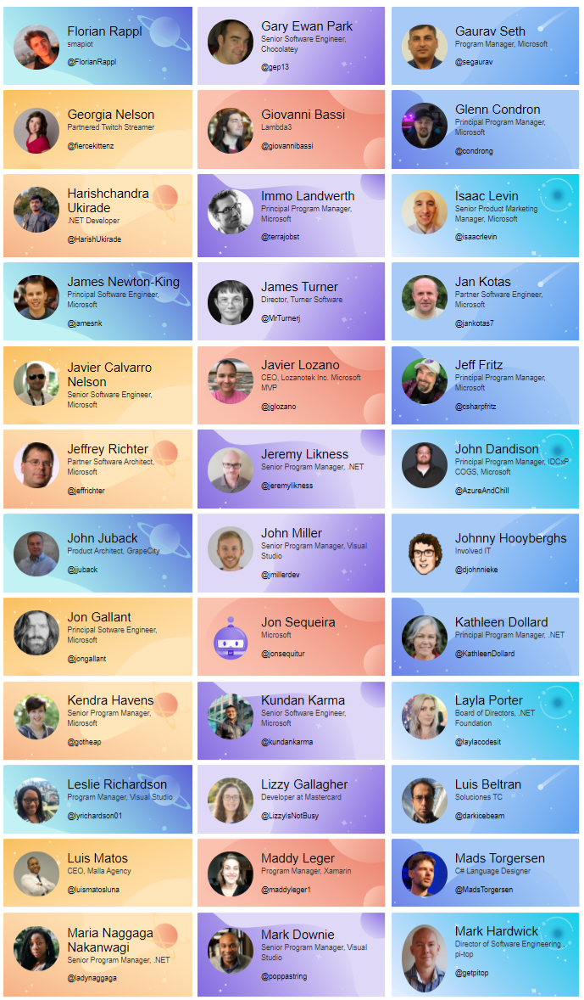 Florian Rappl
smapiot
@FlorianRappl
Gary Ewan Park
Senior Software Engineer,
Chocolatey
@gep13
Gaurav Seth
Program Manager, Microsoft
@segaurav
Georgia Nelson
Partnered Twitch Streamer
@fiercekittenz
Giovanni Bassi
Lambda3
@giovannibassi
Glenn Condron
Principal Program Manager,
Microsoft
@condrong
Harishchandra
Ukirade
.NET Developer
@HarishUkirade
Immo Landwerth
Principal Program Manager,
Microsoft
@terrajobst
Isaac Levin
Senior Product Marketing
Manager, Microsoft
@isaacrlevin
James Newton-King
Principal Software Engineer,
Microsoft
@jamesnk
James Turner
Director, Turner Software
@MrTurnerj
Jan Kotas
Partner Software Engineer,
Microsoft
@jankotas7
Javier Calvarro
Nelson
Senior Software Engineer,
Microsoft
Javier Lozano
CEO, Lozanotek Inc. Microsoft
MVP
@jglozano
Jeff Fritz
Principal Program Manager,
Microsoft
@csharpfritz
Jeffrey Richter
Partner Software Architect,
Microsoft
@jeffrichter
Jeremy Likness
Senior Program Manager, .NET
@jeremylikness
John Dandison
Principal Program Manager, IDCxP
COGS, Microsoft
@AzureAndChill
John Juback
Product Architect, GrapeCity
@jjuback
John Miller
Senior Program Manager, Visual
Studio
@jmillerdev
Johnny Hooyberghs
Involved IT
@djohnnieke
Jon Gallant
Principal Sotware Engineer,
Microsoft
@jongallant
Jon Sequeira
Microsoft
@jonsequitur
Kathleen Dollard
Principal Program Manager, .NET
@KathleenDollard
Kendra Havens
Senior Program Manager,
Microsoft
@gotheap
Kundan Karma
Senior Software Engineer,
Microsoft
@kundankarma
Layla Porter
Board of Directors, .NET
Foundation
@laylacodesit
Leslie Richardson
Program Manager, Visual Studio
@lyrichardson01
Lizzy Gallagher
Developer at Mastercard
@LizzyIsNotBusy
Luis Beltran
Soluciones TC
@darkicebeam
Luis Matos
CEO, Malla Agency
@luismatosluna
Maddy Leger
Program Manager, Xamarin
@maddyleger1
Mads Torgersen
C# Language Designer
@MadsTorgersen
Maria Naggaga
Nakanwagi
Senior Program Manager, .NET
@ladynaggaga
Mark Downie
Senior Program Manager, Visual
Studio
@poppastring
Mark Hardwick
Director of Software Engineering ,
pi-top
@getpitop